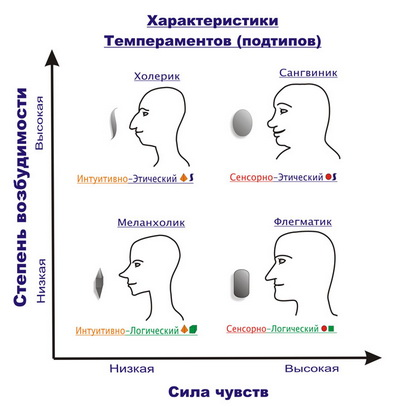 Характеристики
Темпераментов (подтипов)
Степень возбудимости
Высокая
Низкая
Холерик
Сангвиник
Интуитивно-Этический
Сенсорно-Этический
Меланхолик
Флегматик
Интуитивно-Логический
Сенсорно-Логический
Низкая
Высокая
Сила чувств